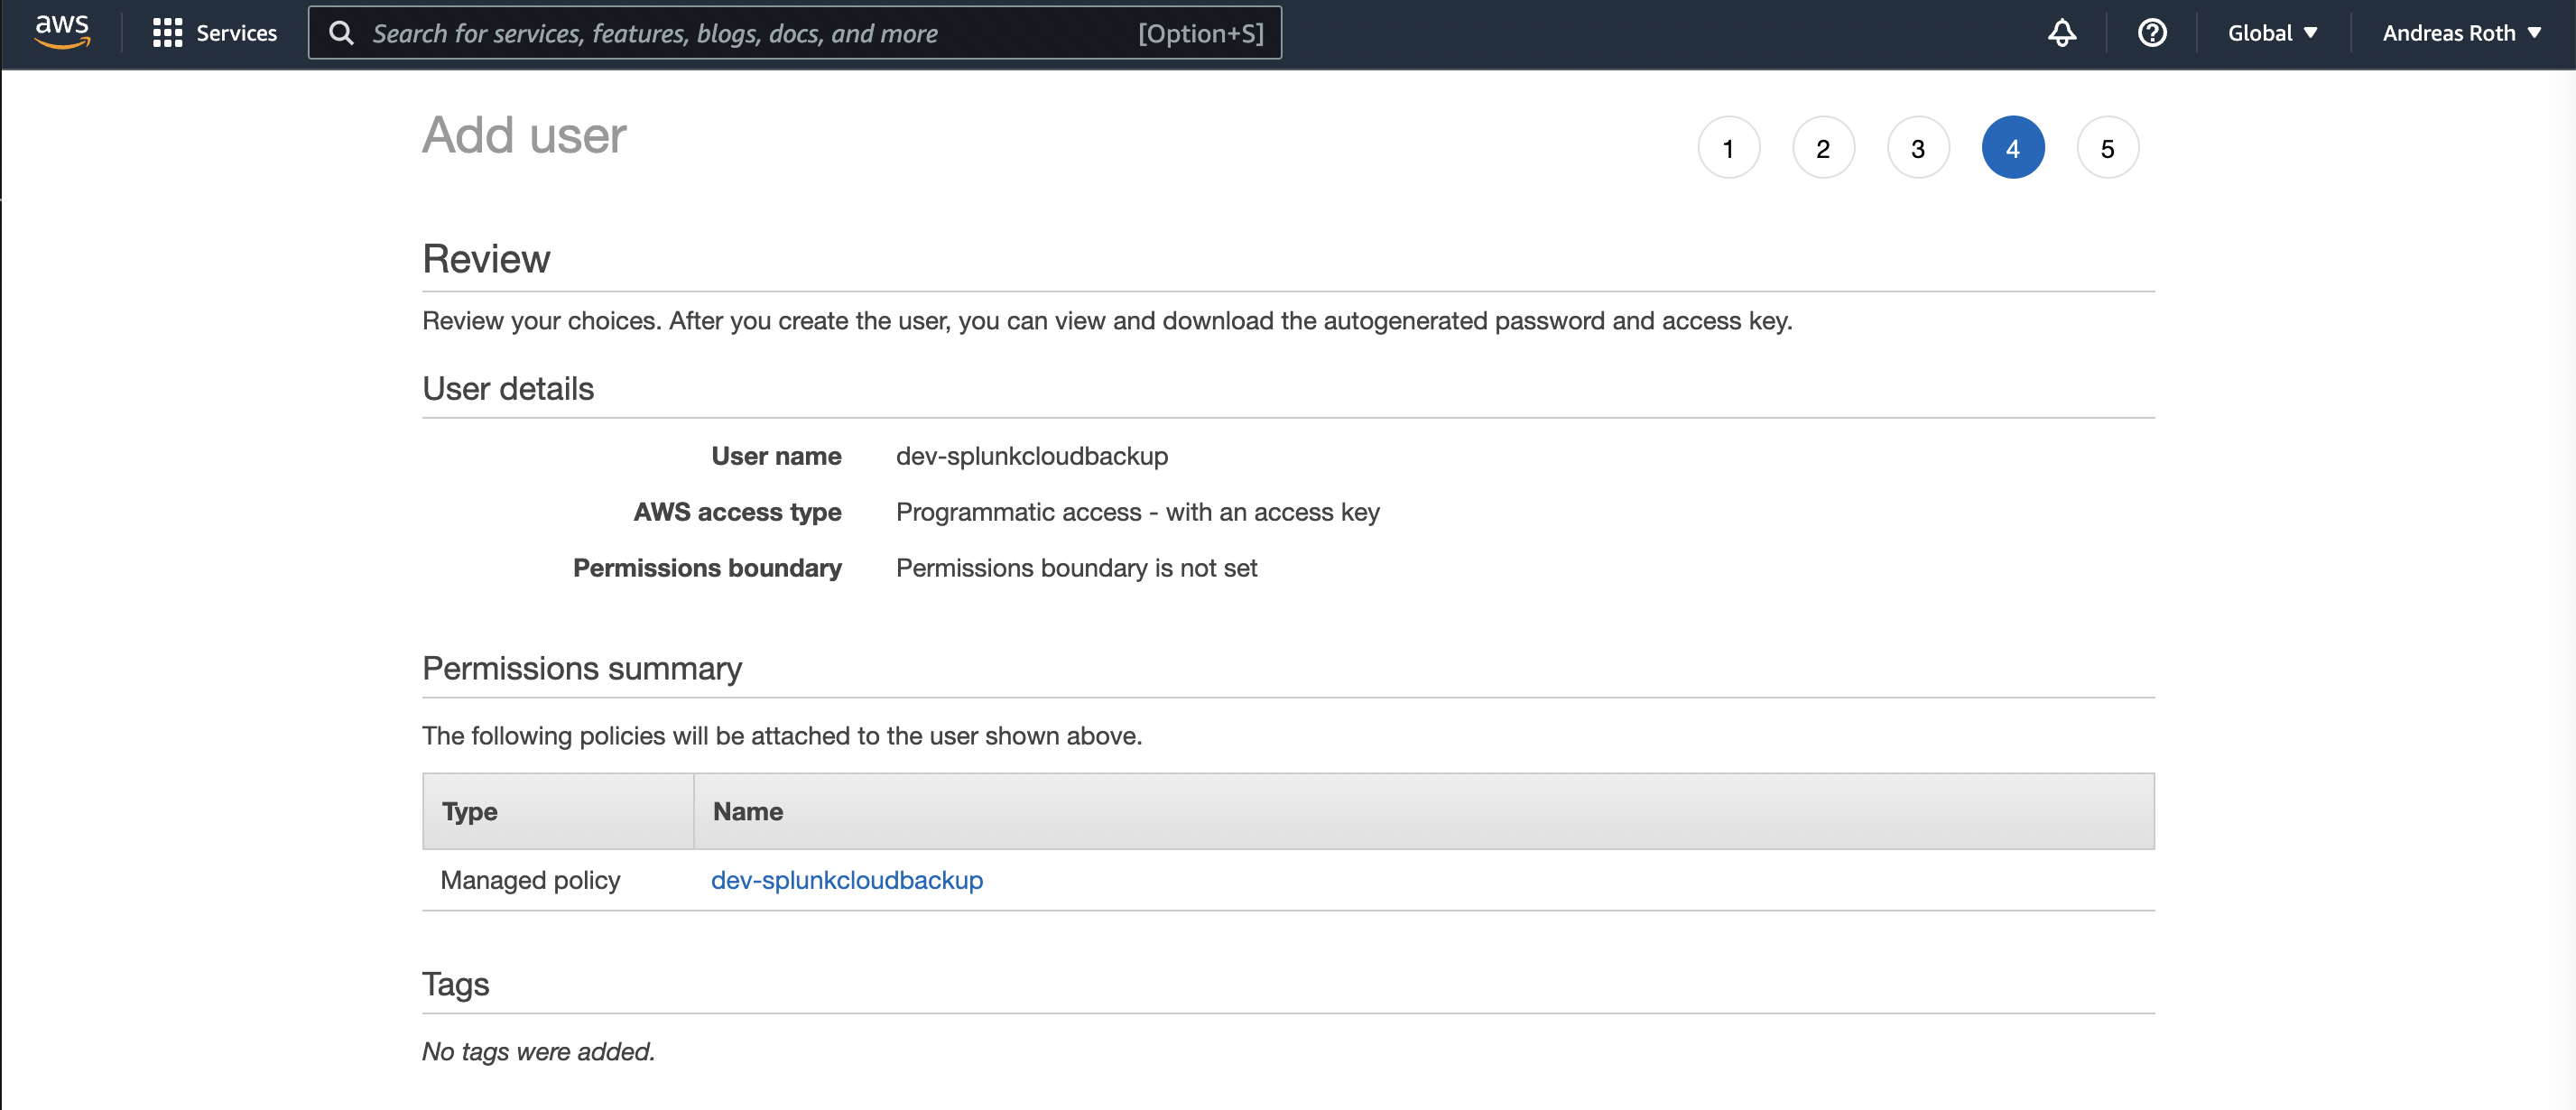 aws Services Search for services, features, blogs, docs, and more [Option+S] Global Andreas Roth
Add user 1 2 3 4 5
Review
Review your choices. After you create the user, you can view and download the autogenerated password and access key.
User details
User name dev-splunkcloudbackup
AWS access type Programmatic access - with an access key
Permissions boundary Permissions boundary is not set
Permissions summary
The following policies will be attached to the user shown above.
Type Name
Managed policy dev-splunkcloudbackup
Tags
No tags were added.